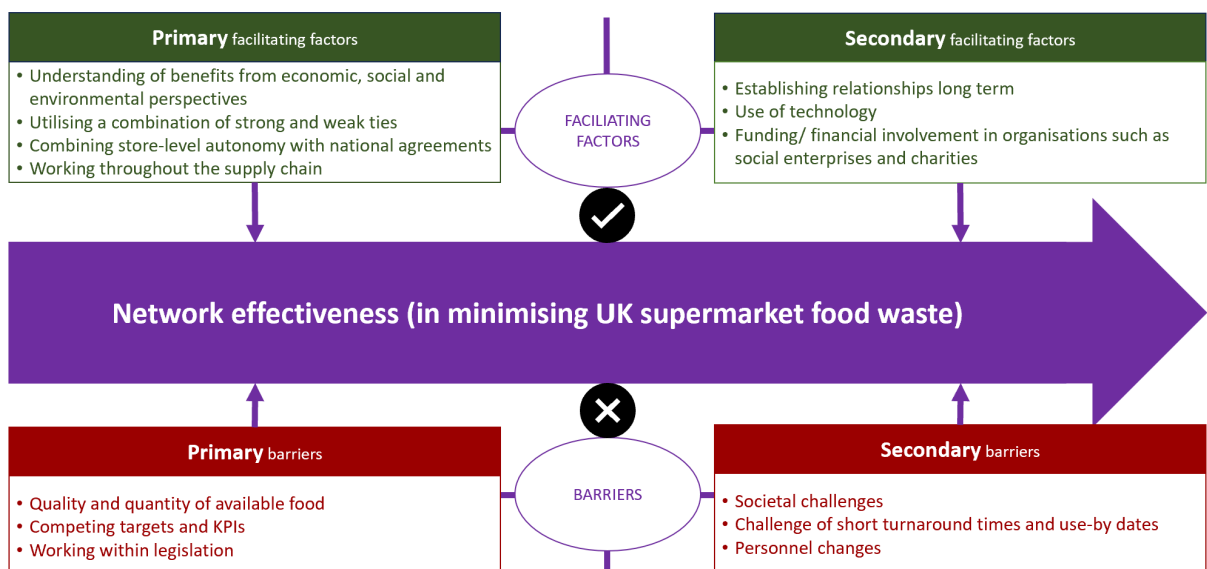 Primary facilitating factors
• Understanding of benefits from economic, social and
environmental perspectives
• Utilising a combination of strong and weak ties
• Combining store-level autonomy with national agreements
• Working throughout the supply chain
FACILIATING
FACTORS
Secondary facilitating factors
• Establishing relationships long term
• Use of technology
• Funding/ financial involvement in organisations such as
social enterprises and charities
Network effectiveness (in minimising UK supermarket food waste)
Primary barriers
• Quality and quantity of available food
• Competing targets and KPIs
• Working within legislation
BARRIERS
Secondary barriers
• Societal challenges
• Challenge of short turnaround times and use-by dates
• Personnel changes